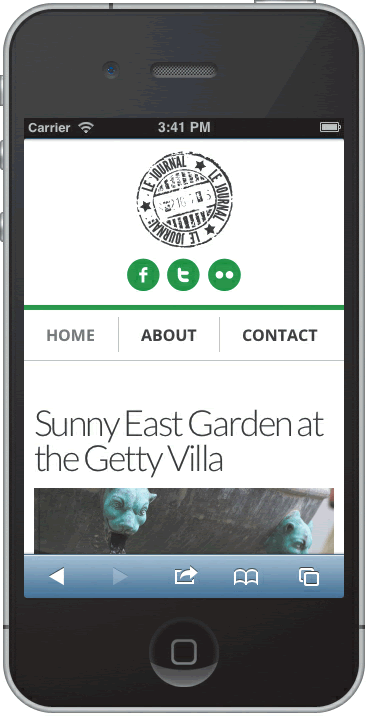 Carrier
3:41 PM
LE JOURNAL
LE JOURNAL
LE JOURNAL
HOME
ABOUT
CONTACT
Sunny East Garden at
the Getty Villa